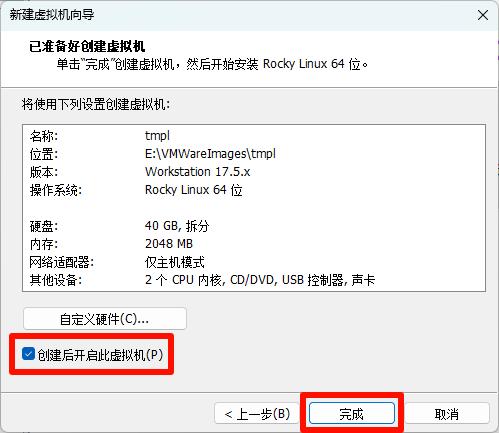 新建虚拟机向导
已准备好创建虚拟机
单击“完成”创建虚拟机，然后开始安装 Rocky Linux 64 位。
将使用下列设置创建虚拟机:
名称: tmpl
位置: E:\VMWareImages\tmpl
版本: Workstation 17.5.x
操作系统: Rocky Linux 64 位
硬盘: 40 GB, 拆分
内存: 2048 MB
网络适配器: 仅主机模式
其他设备: 2 个 CPU 内核, CD/DVD, USB 控制器, 声卡
自定义硬件(C)...
创建后开启此虚拟机(P)
< 上一步(B) 完成 取消